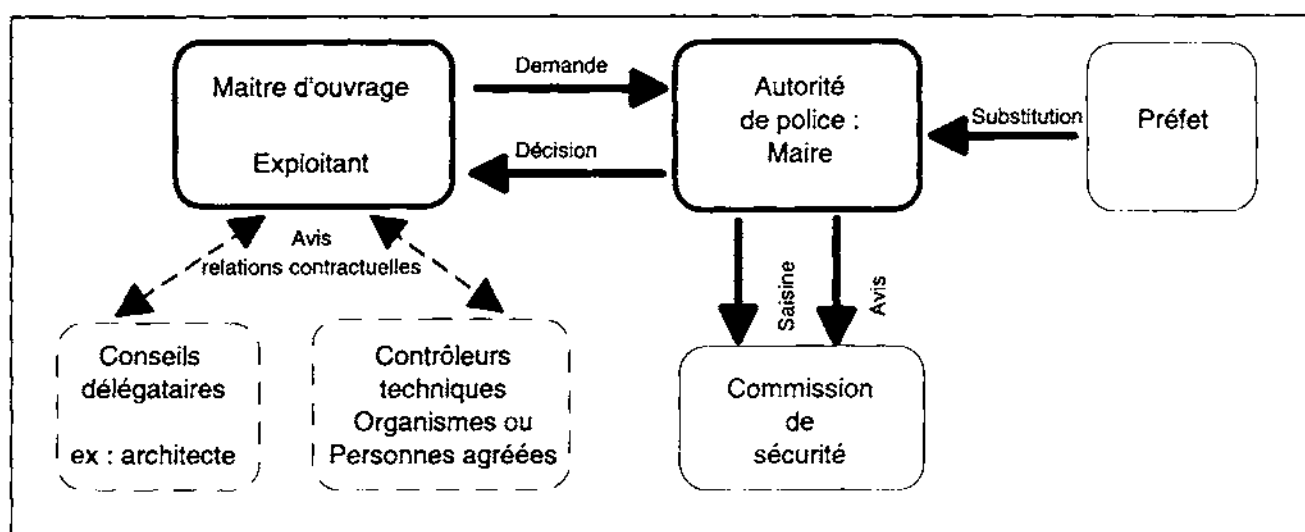 Maitre d'ouvrage
Exploitant
Demande
Décision
Autorité
de police :
Maire
Substitution
Préfet
Avis
relations contractuelles
Saisine
Avis
Conseils
délégataires
ex : architecte
Contrôleurs
techniques
Organismes ou
Personnes agréées
Commission
de
sécurité